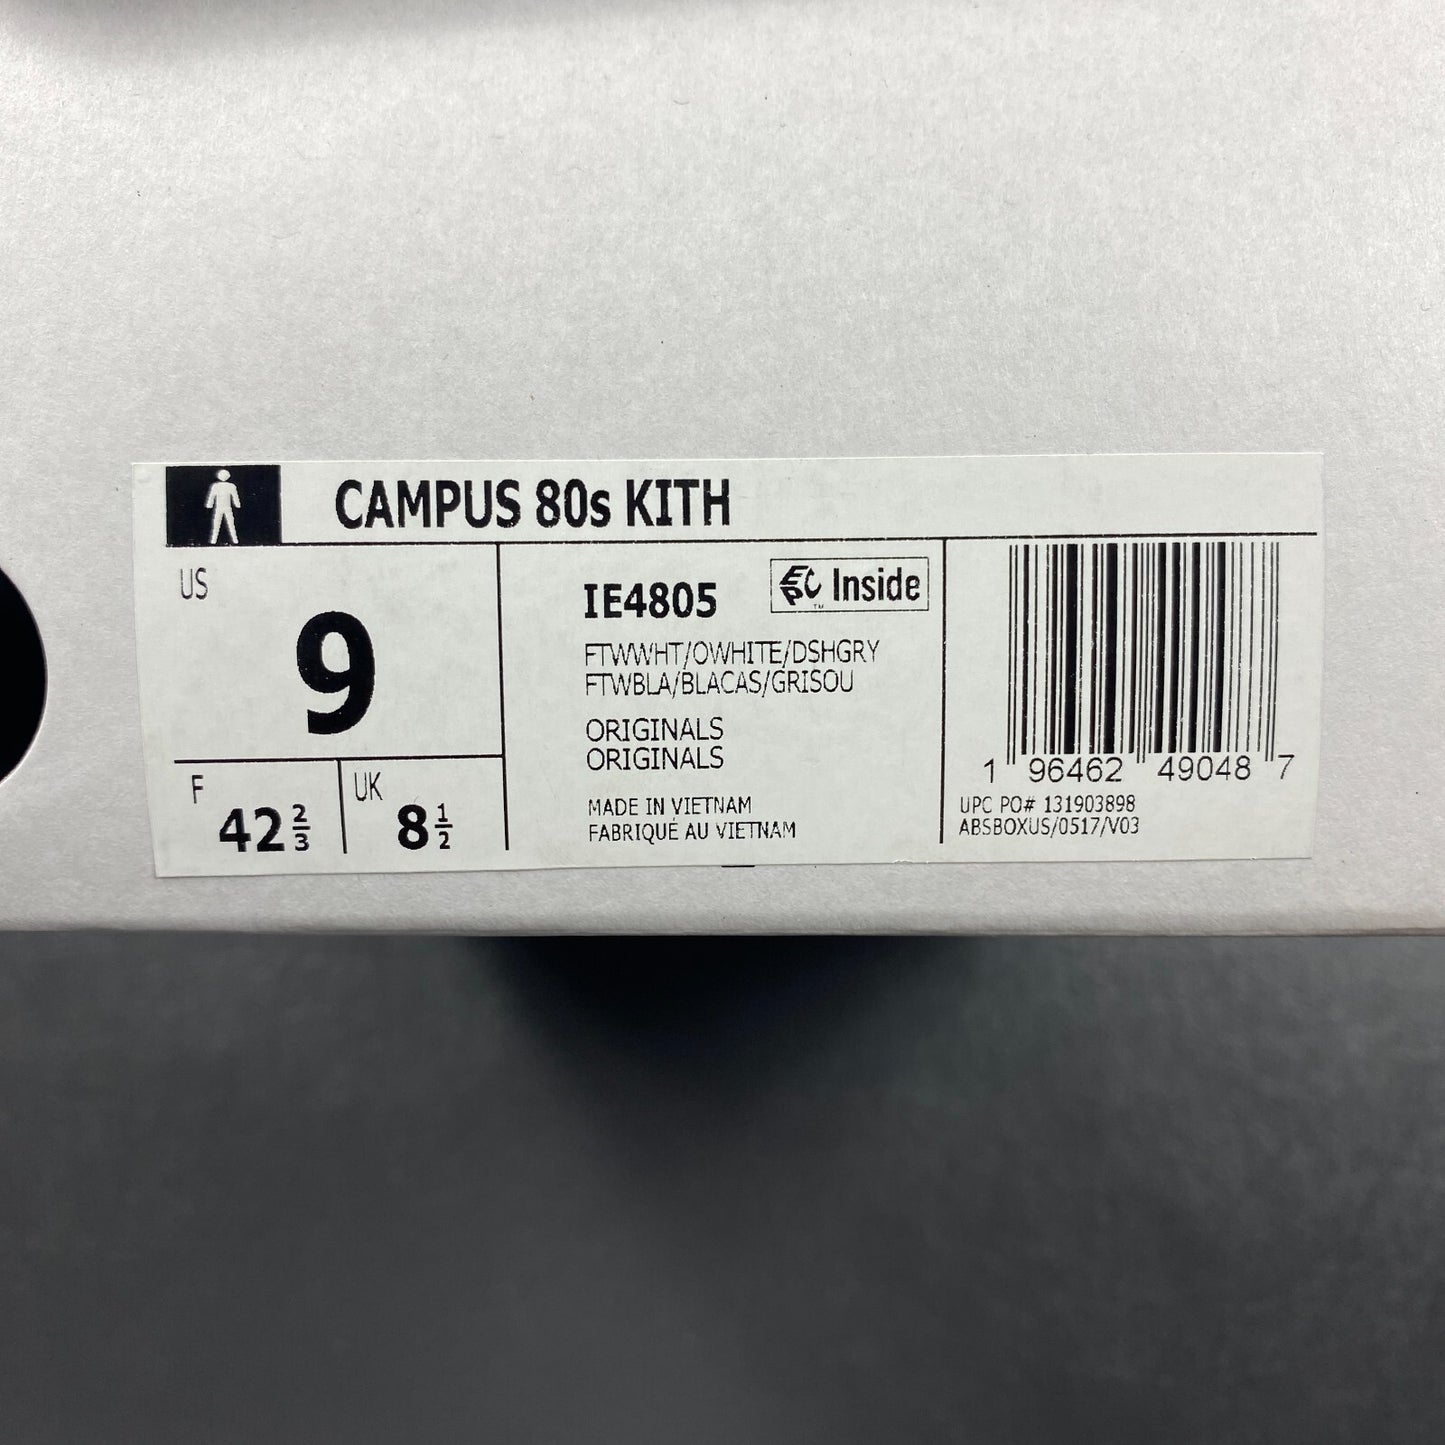 CAMPUS 80s KITH
US
9
F
42 2/3
UK
8 1/2
IE4805
EPC Inside
™
FTWWHT/OWHITE/DSHGRY
FTWBLA/BLACAS/GRISOU
ORIGINALS
ORIGINALS
MADE IN VIETNAM
FABRIQUÉ AU VIETNAM
1 96462 49048 7
UPC PO# 131903898
ABSBOXUS/0517/V03